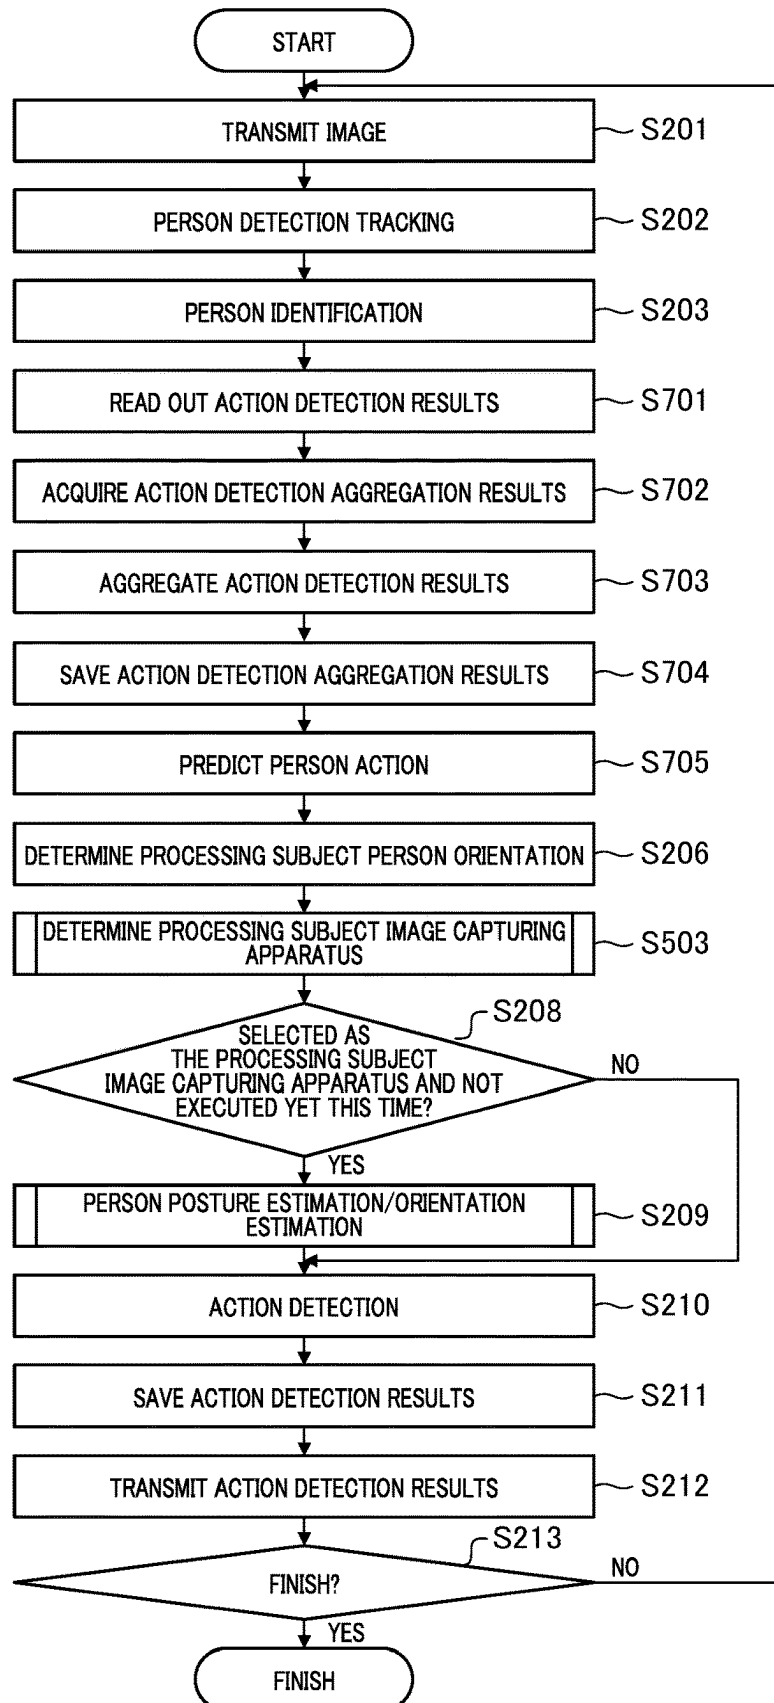 START
TRANSMIT IMAGE
S201
PERSON DETECTION TRACKING
S202
PERSON IDENTIFICATION
S203
READ OUT ACTION DETECTION RESULTS
S701
ACQUIRE ACTION DETECTION AGGREGATION RESULTS
S702
AGGREGATE ACTION DETECTION RESULTS
S703
SAVE ACTION DETECTION AGGREGATION RESULTS
S704
PREDICT PERSON ACTION
S705
DETERMINE PROCESSING SUBJECT PERSON ORIENTATION
S206
DETERMINE PROCESSING SUBJECT IMAGE CAPTURING
APPARATUS
S503
S208
SELECTED AS
THE PROCESSING SUBJECT
IMAGE CAPTURING APPARATUS AND NOT
EXECUTED YET THIS TIME?
NO
YES
PERSON POSTURE ESTIMATION/ORIENTATION
ESTIMATION
S209
ACTION DETECTION
S210
SAVE ACTION DETECTION RESULTS
S211
TRANSMIT ACTION DETECTION RESULTS
S212
S213
FINISH?
NO
YES
FINISH